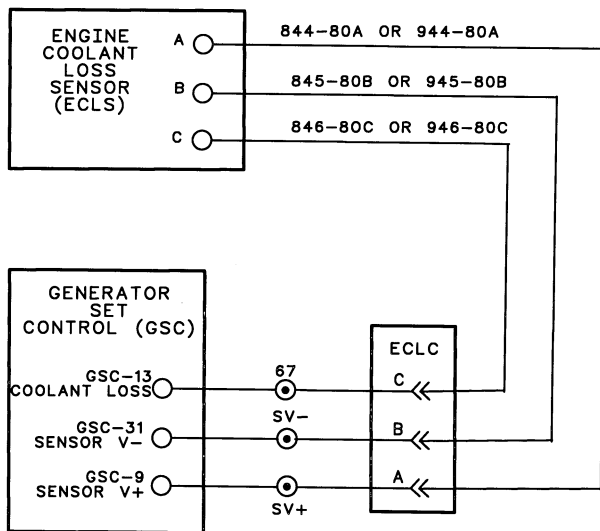 ENGINE
COOLANT
LOSS
SENSOR
(ECLS)
A
844-80A OR 944-80A
B
845-80B OR 945-80B
C
846-80C OR 946-80C
GENERATOR
SET
CONTROL (GSC)
ECLC
GSC-13
COOLANT LOSS
67
C
SV-
GSC-31
SENSOR V-
B
GSC-9
SENSOR V+
A
SV+